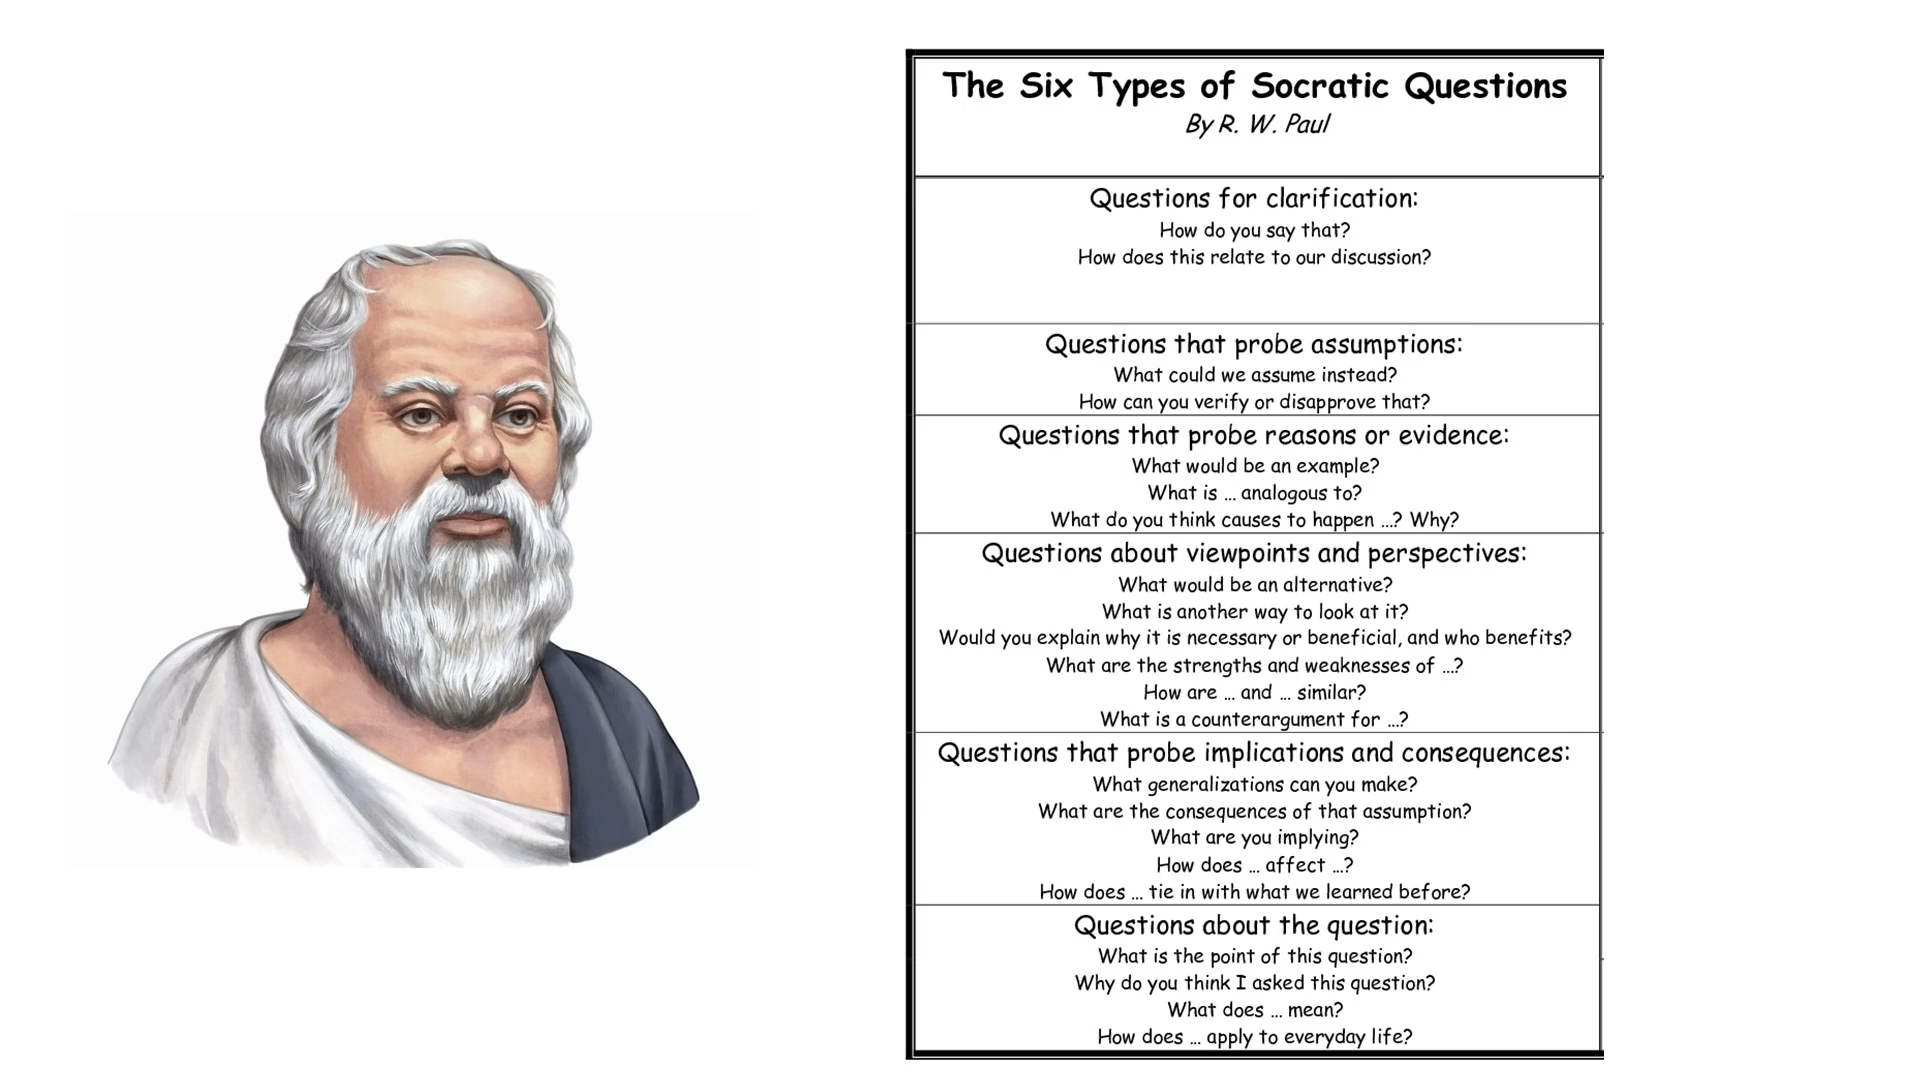 The Six Types of Socratic Questions
By R. W. Paul
Questions for clarification:
How do you say that?
How does this relate to our discussion?
Questions that probe assumptions:
What could we assume instead?
How can you verify or disapprove that?
Questions that probe reasons or evidence:
What would be an example?
What is ... analogous to?
What do you think causes to happen ...? Why?
Questions about viewpoints and perspectives:
What would be an alternative?
What is another way to look at it?
Would you explain why it is necessary or beneficial, and who benefits?
What are the strengths and weaknesses of ...?
How are ... and ... similar?
What is a counterargument for ...?
Questions that probe implications and consequences:
What generalizations can you make?
What are the consequences of that assumption?
What are you implying?
How does ... affect ...?
How does ... tie in with what we learned before?
Questions about the question:
What is the point of this question?
Why do you think I asked this question?
What does ... mean?
How does ... apply to everyday life?